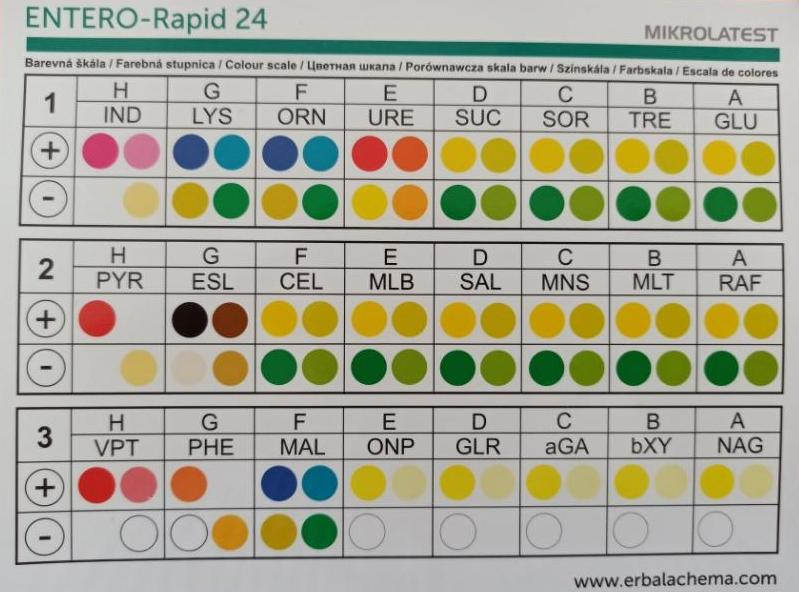 ENTERO-Rapid 24
MIKROLATEST
Barevná škála / Farebná stupnica / Colour scale / Цветная шкала / Porównawcza skala barw / Színskála / Farbskala / Escala de colores
1 H G F E D C B A
IND LYS ORN URE SUC SOR TRE GLU
+
-
2 H G F E D C B A
PYR ESL CEL MLB SAL MNS MLT RAF
+
-
3 H G F E D C B A
VPT PHE MAL ONP GLR aGA bXY NAG
+
-
www.erbalachema.com